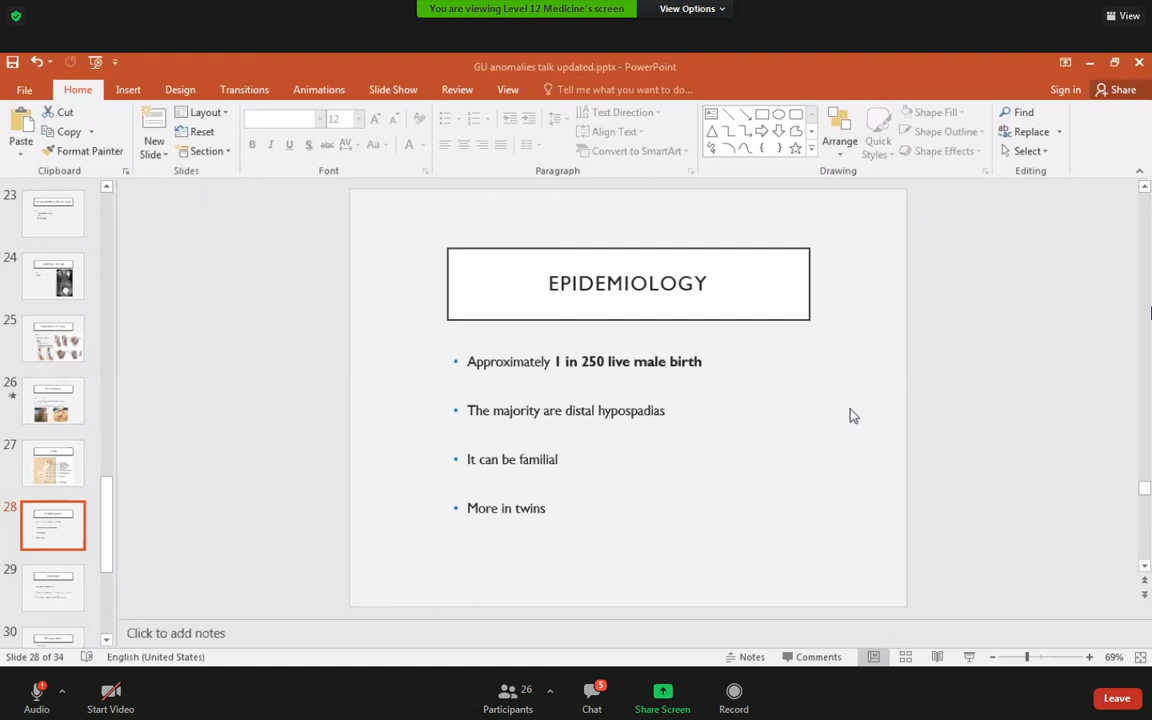 You are viewing Level 12 Medicine's screen
View Options
View
GU anomalies talk updated.pptx - PowerPoint
File
Home
Insert
Design
Transitions
Animations
Slide Show
Review
View
Tell me what you want to do...
Sign in
Share
Paste
Cut
Copy
Format Painter
Clipboard
New Slide
Layout
Reset
Section
Slides
12
B I U S abc AV Aa A
Font
Text Direction
Align Text
Convert to SmartArt
Paragraph
Arrange
Quick Styles
Shape Fill
Shape Outline
Shape Effects
Drawing
Find
Replace
Select
Editing
23
24
25
26
27
28
29
30
EPIDEMIOLOGY
• Approximately 1 in 250 live male birth
• The majority are distal hypospadias
• It can be familial
• More in twins
Click to add notes
Slide 28 of 34
English (United States)
Notes
Comments
69%
Audio
Start Video
Participants
26
Chat
5
Share Screen
Record
Leave